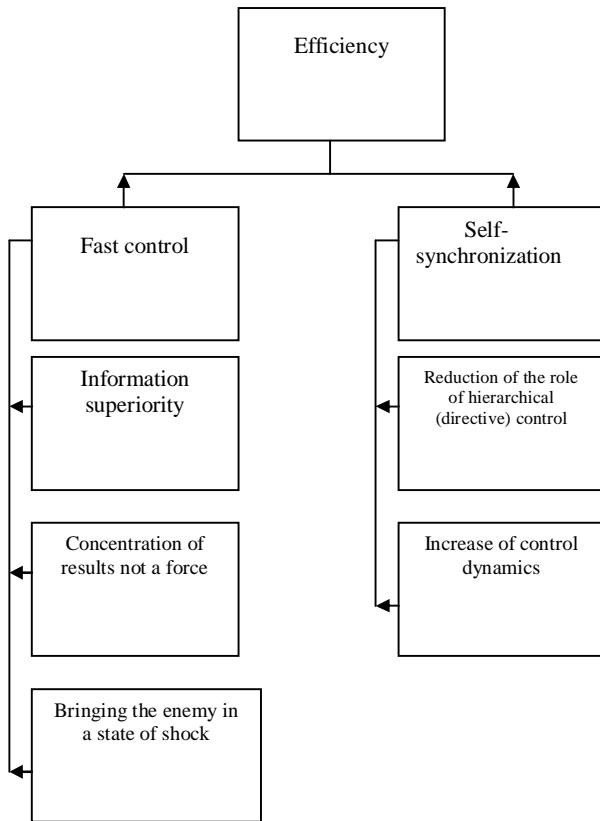 Efficiency
Fast control
Self-
synchronization
Information
superiority
Reduction of the role
of hierarchical
(directive) control
Concentration of
results not a force
Increase of control
dynamics
Bringing the enemy in
a state of shock